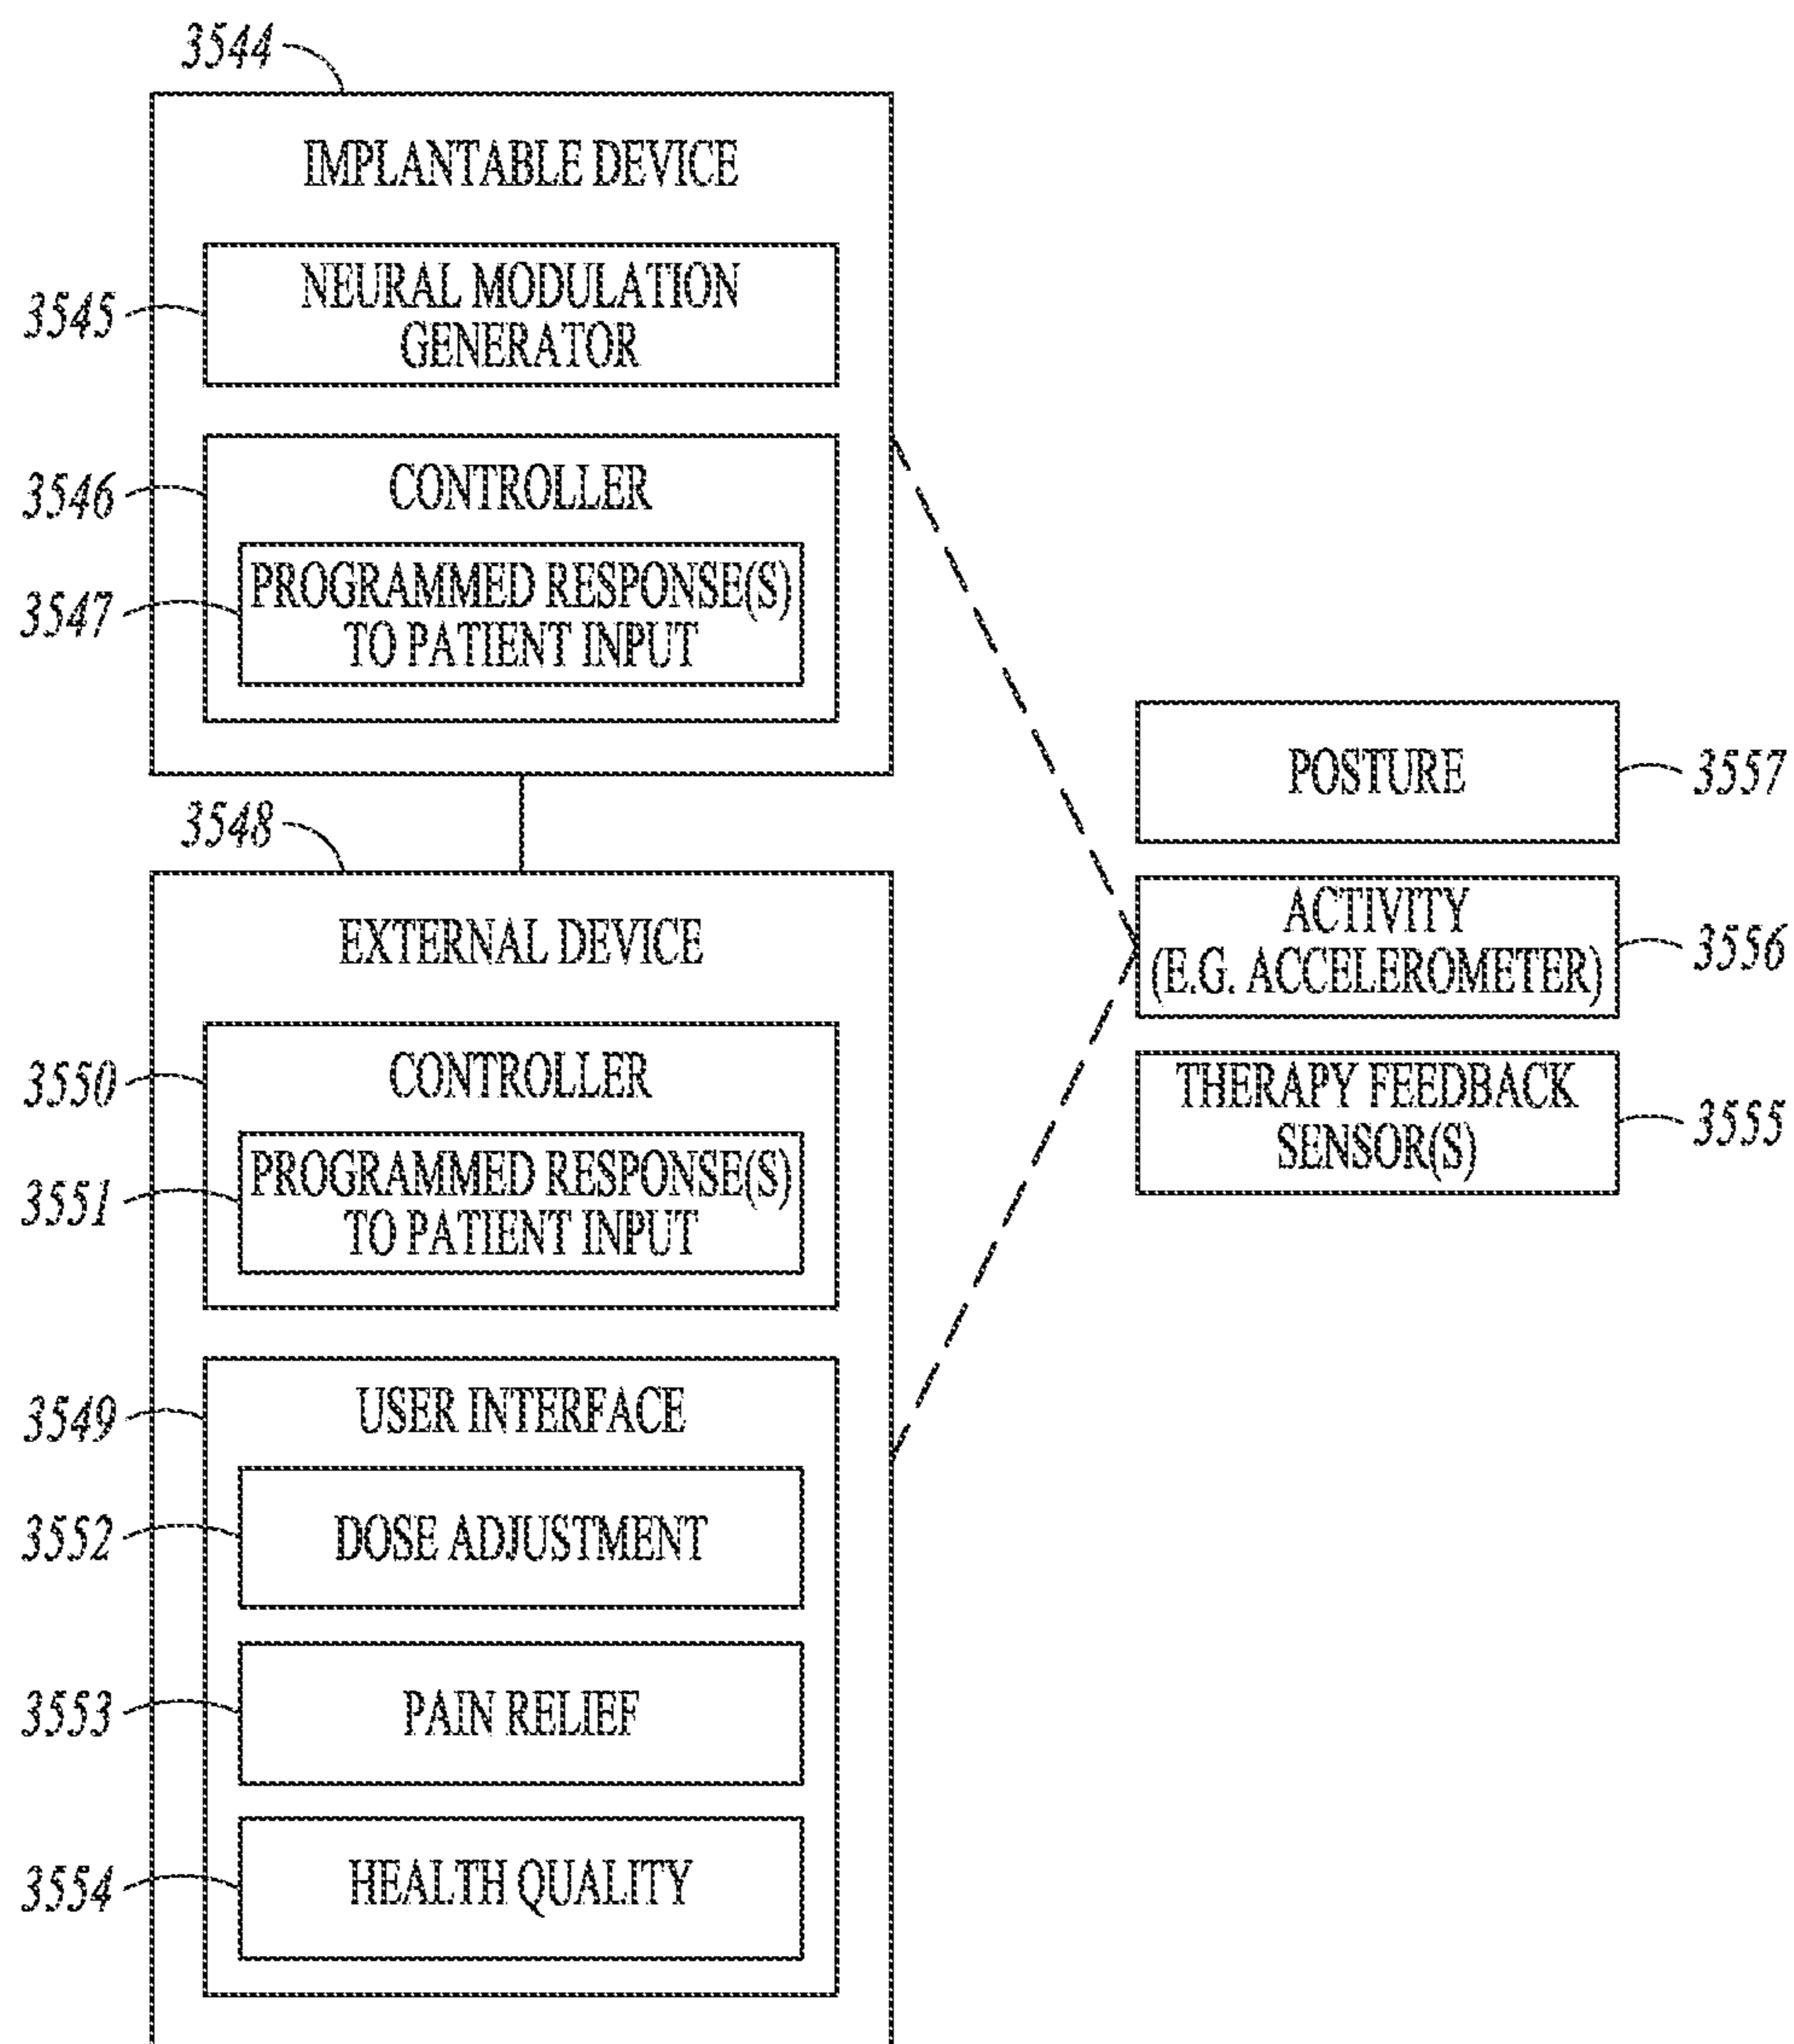 3544
IMPLANTABLE DEVICE
3545
NEURAL MODULATION
GENERATOR
3546
CONTROLLER
3547
PROGRAMMED RESPONSE(S)
TO PATIENT INPUT
3548
EXTERNAL DEVICE
3550
CONTROLLER
3551
PROGRAMMED RESPONSE(S)
TO PATIENT INPUT
3549
USER INTERFACE
3552
DOSE ADJUSTMENT
3553
PAIN RELIEF
3554
HEALTH QUALITY
POSTURE
3557
ACTIVITY
(E.G. ACCELEROMETER)
3556
THERAPY FEEDBACK
SENSOR(S)
3555